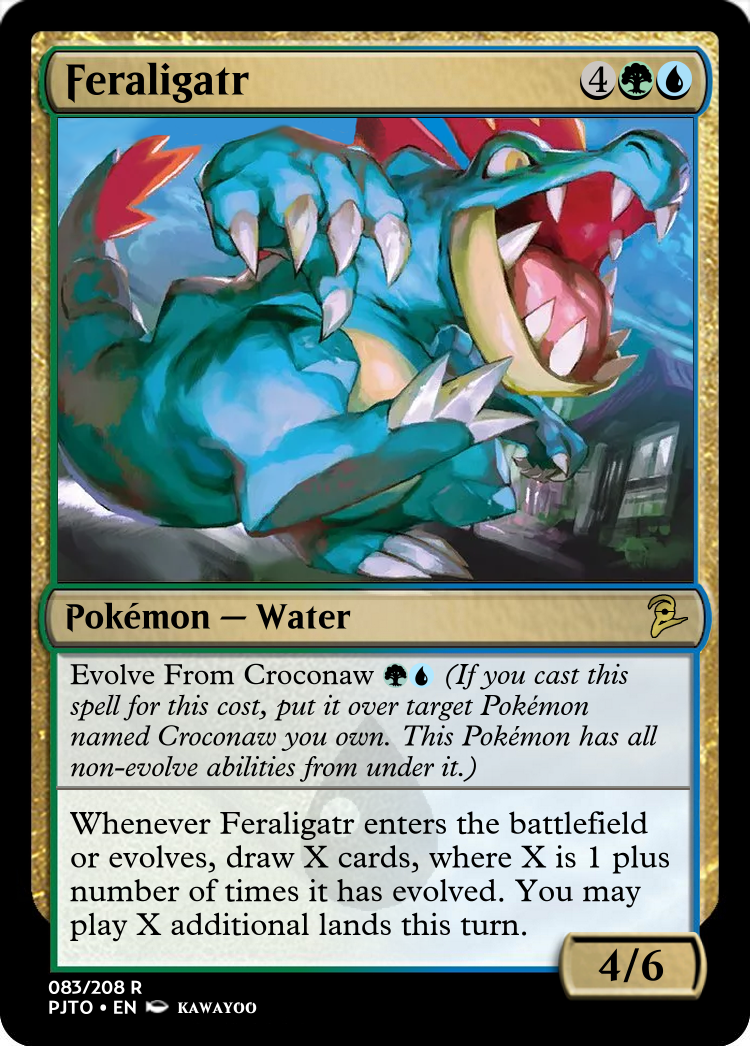 Feraligatr 4
Pokémon — Water
Evolve From Croconaw (If you cast this
spell for this cost, put it over target Pokémon
named Croconaw you own. This Pokémon has all
non-evolve abilities from under it.)
Whenever Feraligatr enters the battlefield
or evolves, draw X cards, where X is 1 plus
number of times it has evolved. You may
play X additional lands this turn.
4/6
083/208 R
PJTO • EN KAWAYOO